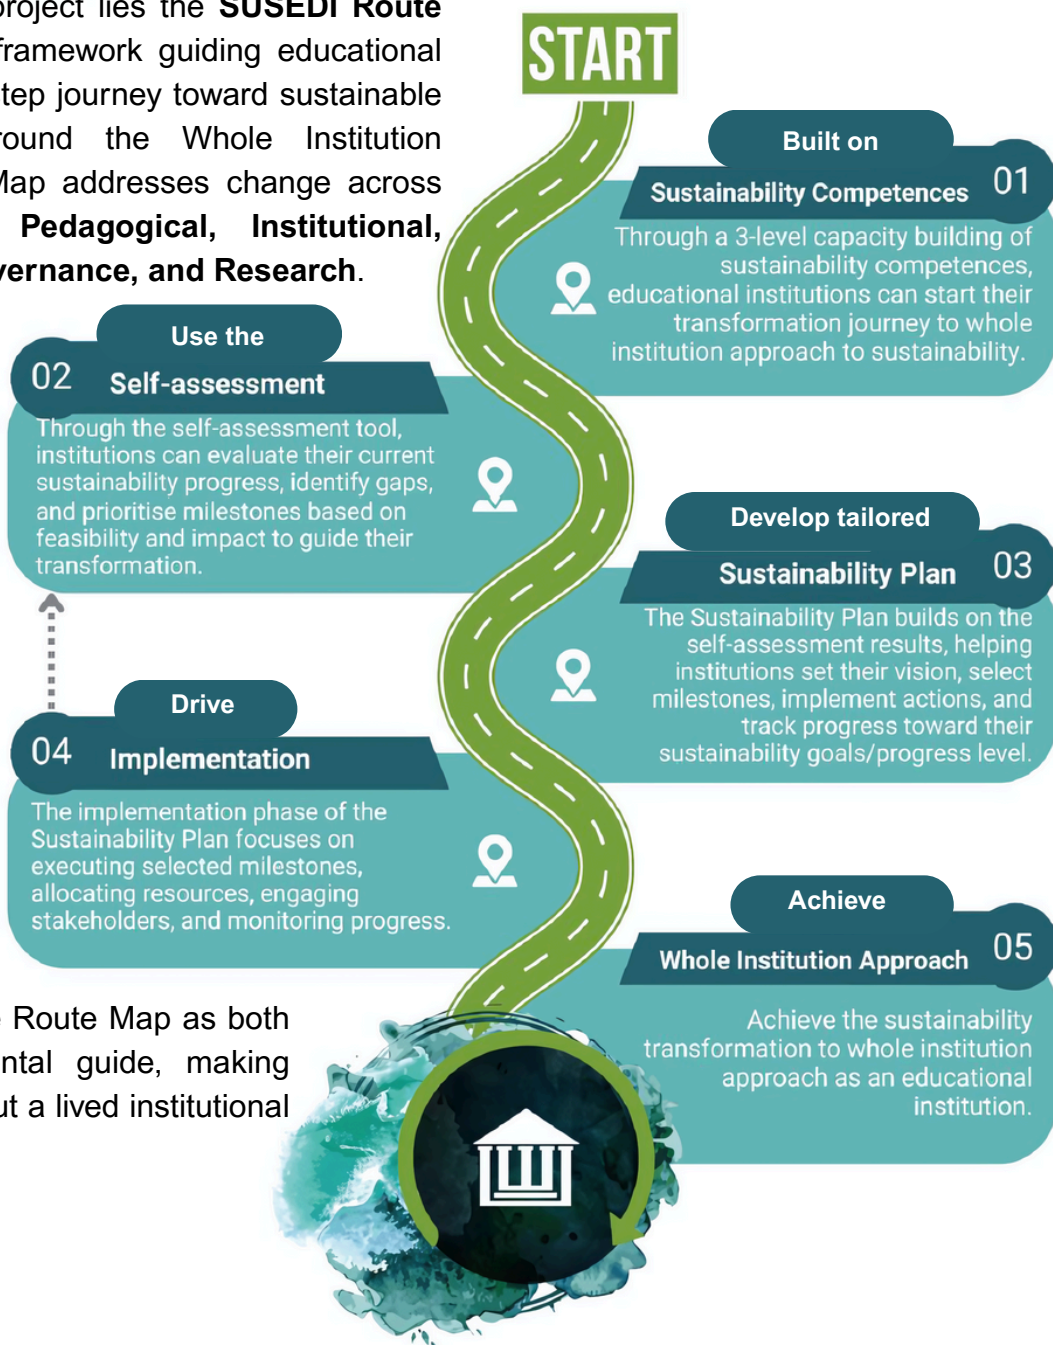 project lies the SUSEDI Route
framework guiding educational
tep journey toward sustainable
round the Whole Institution
Map addresses change across
Pedagogical, Institutional,
vernance, and Research.
START
Built on
Sustainability Competences 01
Through a 3-level capacity building of
sustainability competences,
educational institutions can start their
transformation journey to whole
institution approach to sustainability.
Use the
02 Self-assessment
Through the self-assessment tool,
institutions can evaluate their current
sustainability progress, identify gaps,
and prioritise milestones based on
feasibility and impact to guide their
transformation.
Develop tailored
Sustainability Plan 03
The Sustainability Plan builds on the
self-assessment results, helping
institutions set their vision, select
milestones, implement actions, and
track progress toward their
sustainability goals/progress level.
Drive
04 Implementation
The implementation phase of the
Sustainability Plan focuses on
executing selected milestones,
allocating resources, engaging
stakeholders, and monitoring progress.
Achieve
Whole Institution Approach 05
Achieve the sustainability
transformation to whole institution
approach as an educational
institution.
e Route Map as both
ntal guide, making
ut a lived institutional